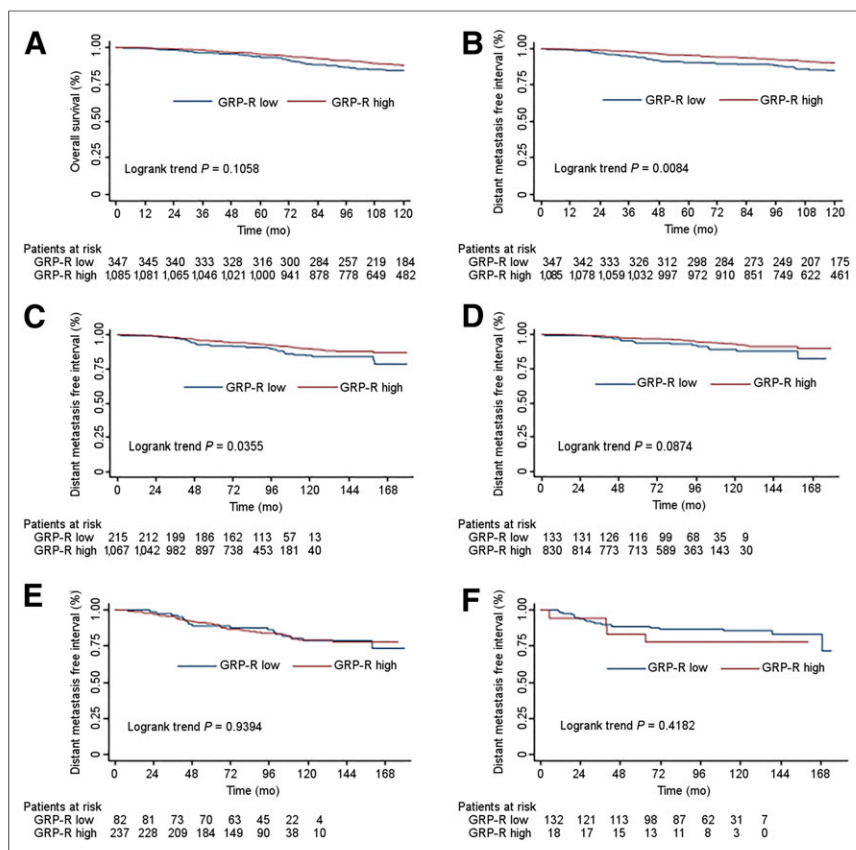 A
Overall survival (%)
1.00
0.75
0.50
0.25
0
GRP-R low GRP-R high
Logrank trend P = 0.1058
0 12 24 36 48 60 72 84 96 108 120
Time (mo)
Patients at risk
GRP-R low 347 345 340 333 328 316 300 284 257 219 184
GRP-R high 1,085 1,081 1,065 1,046 1,021 1,000 941 878 778 649 482
B
Distant metastasis free interval (%)
1.00
0.75
0.50
0.25
0
GRP-R low GRP-R high
Logrank trend P = 0.0084
0 12 24 36 48 60 72 84 96 108 120
Time (mo)
Patients at risk
GRP-R low 347 342 333 326 312 298 284 273 249 207 175
GRP-R high 1,085 1,078 1,059 1,032 997 972 910 851 749 622 461
C
Distant metastasis free interval (%)
1.00
0.75
0.50
0.25
0
GRP-R low GRP-R high
Logrank trend P = 0.0355
0 24 48 72 96 120 144 168
Time (mo)
Patients at risk
GRP-R low 215 212 199 186 162 113 57 13
GRP-R high 1,067 1,042 982 897 738 453 181 40
D
Distant metastasis free interval (%)
1.00
0.75
0.50
0.25
0
GRP-R low GRP-R high
Logrank trend P = 0.0874
0 24 48 72 96 120 144 168
Time (mo)
Patients at risk
GRP-R low 133 131 126 116 99 68 35 9
GRP-R high 830 814 773 713 589 363 143 30
E
Distant metastasis free interval (%)
1.00
0.75
0.50
0.25
0
GRP-R low GRP-R high
Logrank trend P = 0.9394
0 24 48 72 96 120 144 168
Time (mo)
Patients at risk
GRP-R low 82 81 73 70 63 45 22 4
GRP-R high 237 228 209 184 149 90 38 10
F
Distant metastasis free interval (%)
1.00
0.75
0.50
0.25
0
GRP-R low GRP-R high
Logrank trend P = 0.4182
0 24 48 72 96 120 144 168
Time (mo)
Patients at risk
GRP-R low 132 121 113 98 87 62 31 7
GRP-R high 18 17 15 13 11 8 3 0